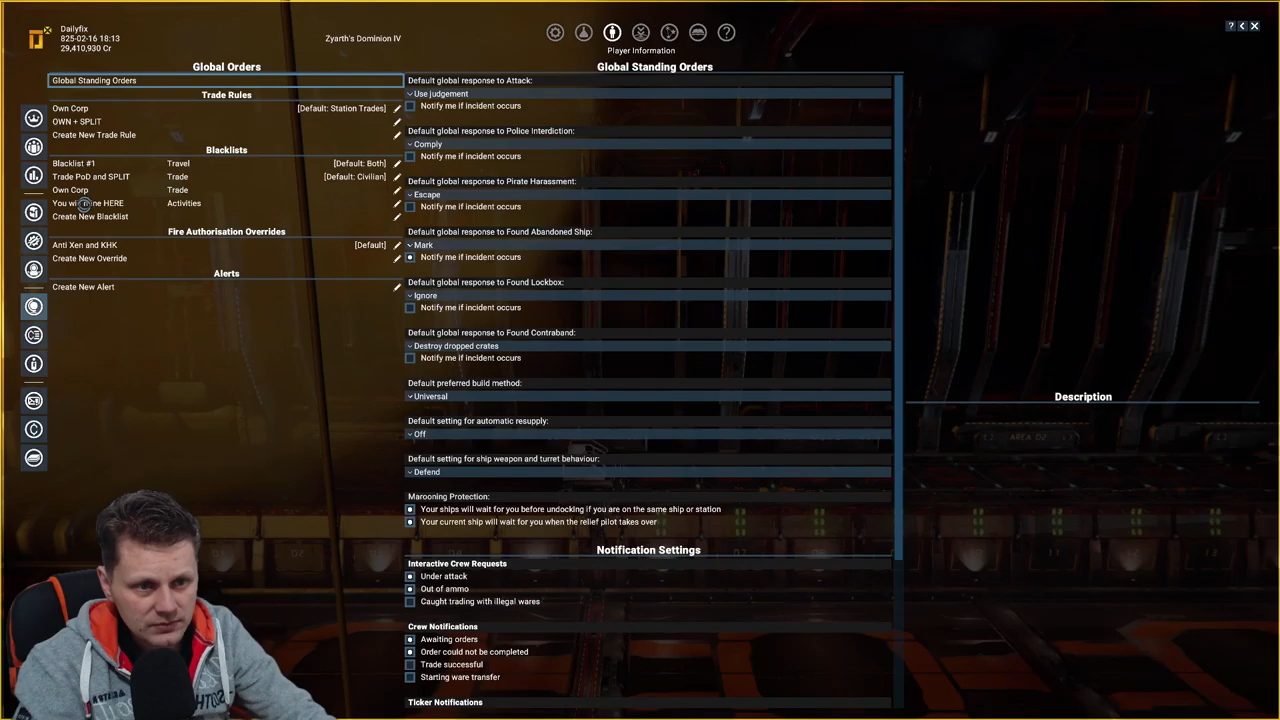 Dailyfix
825-02-16 18:13
29,410,930 Cr
Zyarth's Dominion IV
Player Information
Global Orders
Global Standing Orders
Trade Rules
Own Corp [Default: Station Trades]
OWN + SPLIT
Create New Trade Rule
Blacklists
Blacklist #1 Travel [Default: Both]
Trade PoD and SPLIT Trade [Default: Civilian]
Own Corp Trade
You HERE Activities
Create New Blacklist
Fire Authorisation Overrides
Anti Xen and KHK [Default]
Create New Override
Alerts
Create New Alert
Global Standing Orders
Default global response to Attack:
Use judgement
Notify me if incident occurs
Default global response to Police Interdiction:
Comply
Notify me if incident occurs
Default global response to Pirate Harassment:
Escape
Notify me if incident occurs
Default global response to Found Abandoned Ship:
Mark
Notify me if incident occurs
Default global response to Found Lockbox:
Ignore
Notify me if incident occurs
Default global response to Found Contraband:
Destroy dropped crates
Notify me if incident occurs
Default preferred build method:
Universal
Default setting for automatic resupply:
Off
Default setting for ship weapon and turret behaviour:
Defend
Marooning Protection:
Your ships will wait for you before undocking if you are on the same ship or station
Your current ship will wait for you when the relief pilot takes over
Notification Settings
Interactive Crew Requests
Under attack
Out of ammo
Caught trading with illegal wares
Crew Notifications
Awaiting orders
Order could not be completed
Trade successful
Starting ware transfer
Ticker Notifications
Description
AREA 02